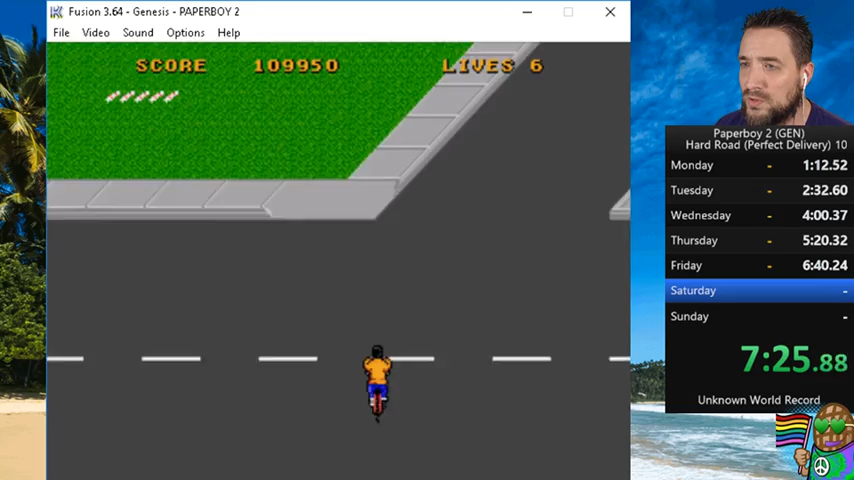 Fusion 3.64 - Genesis - PAPERBOY 2
File Video Sound Options Help
SCORE 109950 LIVES 6
Paperboy 2 (GEN)
Hard Road (Perfect Delivery) 10
Monday - 1:12.52
Tuesday - 2:32.60
Wednesday - 4:00.37
Thursday - 5:20.32
Friday - 6:40.24
Saturday -
Sunday -
7:25.88
Unknown World Record